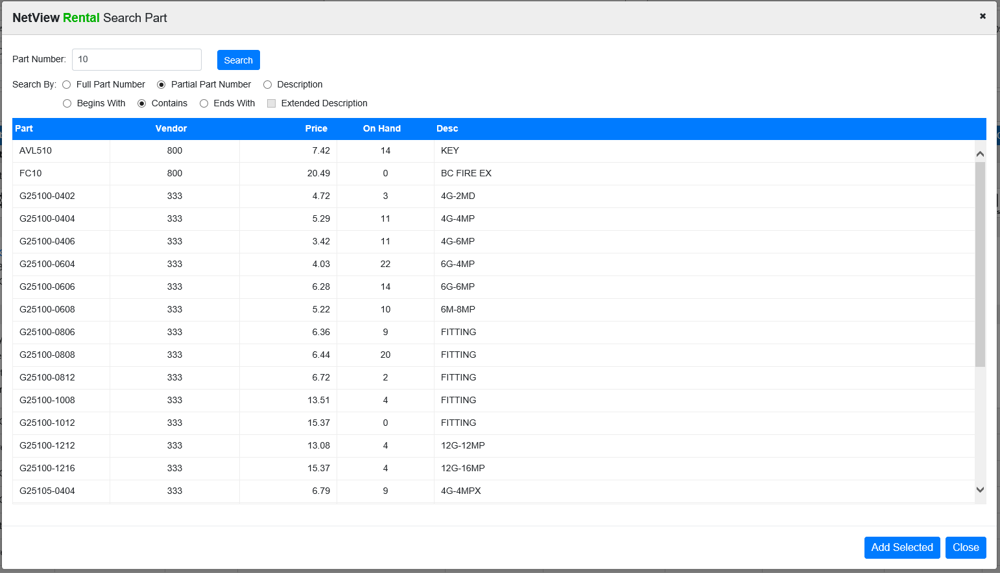 NetView Rental Search Part
Part Number: 10 Search
Search By: Full Part Number Partial Part Number Description
Begins With Contains Ends With Extended Description
Part Vendor Price On Hand Desc
AVL510 800 7.42 14 KEY
FC10 800 20.49 0 BC FIRE EX
G25100-0402 333 4.72 3 4G-2MD
G25100-0404 333 5.29 11 4G-4MP
G25100-0406 333 3.42 11 4G-6MP
G25100-0604 333 4.03 22 6G-4MP
G25100-0606 333 6.28 14 6G-6MP
G25100-0608 333 5.22 10 6M-8MP
G25100-0806 333 6.36 9 FITTING
G25100-0808 333 6.44 20 FITTING
G25100-0812 333 6.72 2 FITTING
G25100-1008 333 13.51 4 FITTING
G25100-1012 333 15.37 0 FITTING
G25100-1212 333 13.08 4 12G-12MP
G25100-1216 333 15.37 4 12G-16MP
G25105-0404 333 6.79 9 4G-4MPX
Add Selected Close